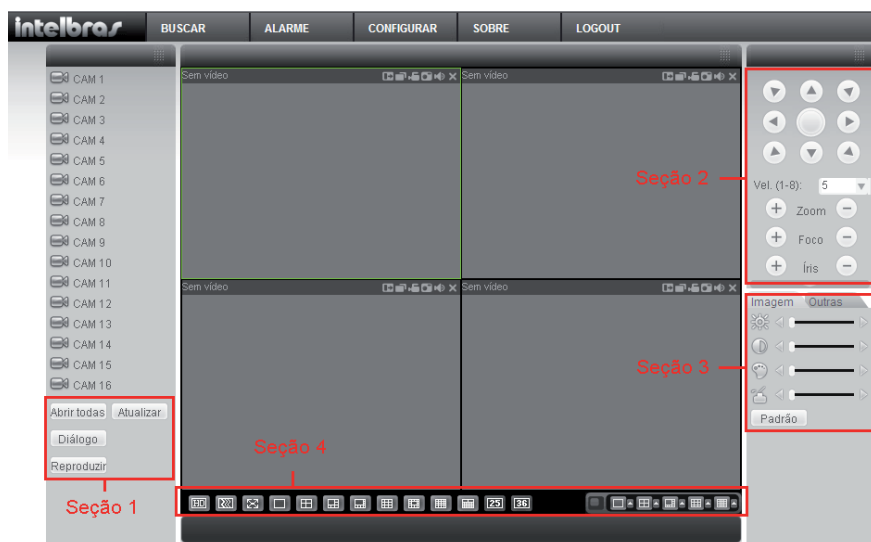 intelbras
BUSCAR ALARME CONFIGURAR SOBRE LOGOUT
CAM 1
CAM 2
CAM 3
CAM 4
CAM 5
CAM 6
CAM 7
CAM 8
CAM 9
CAM 10
CAM 11
CAM 12
CAM 13
CAM 14
CAM 15
CAM 16
Abrir todas Atualizar
Diálogo
Reproduzir
Seção 1
Sem vídeo
Sem vídeo
Sem vídeo
Sem vídeo
Seção 2
Seção 3
Seção 4
25 36
Vel. (1-8): 5
Zoom
Foco
Íris
Imagem Outras
Padrão